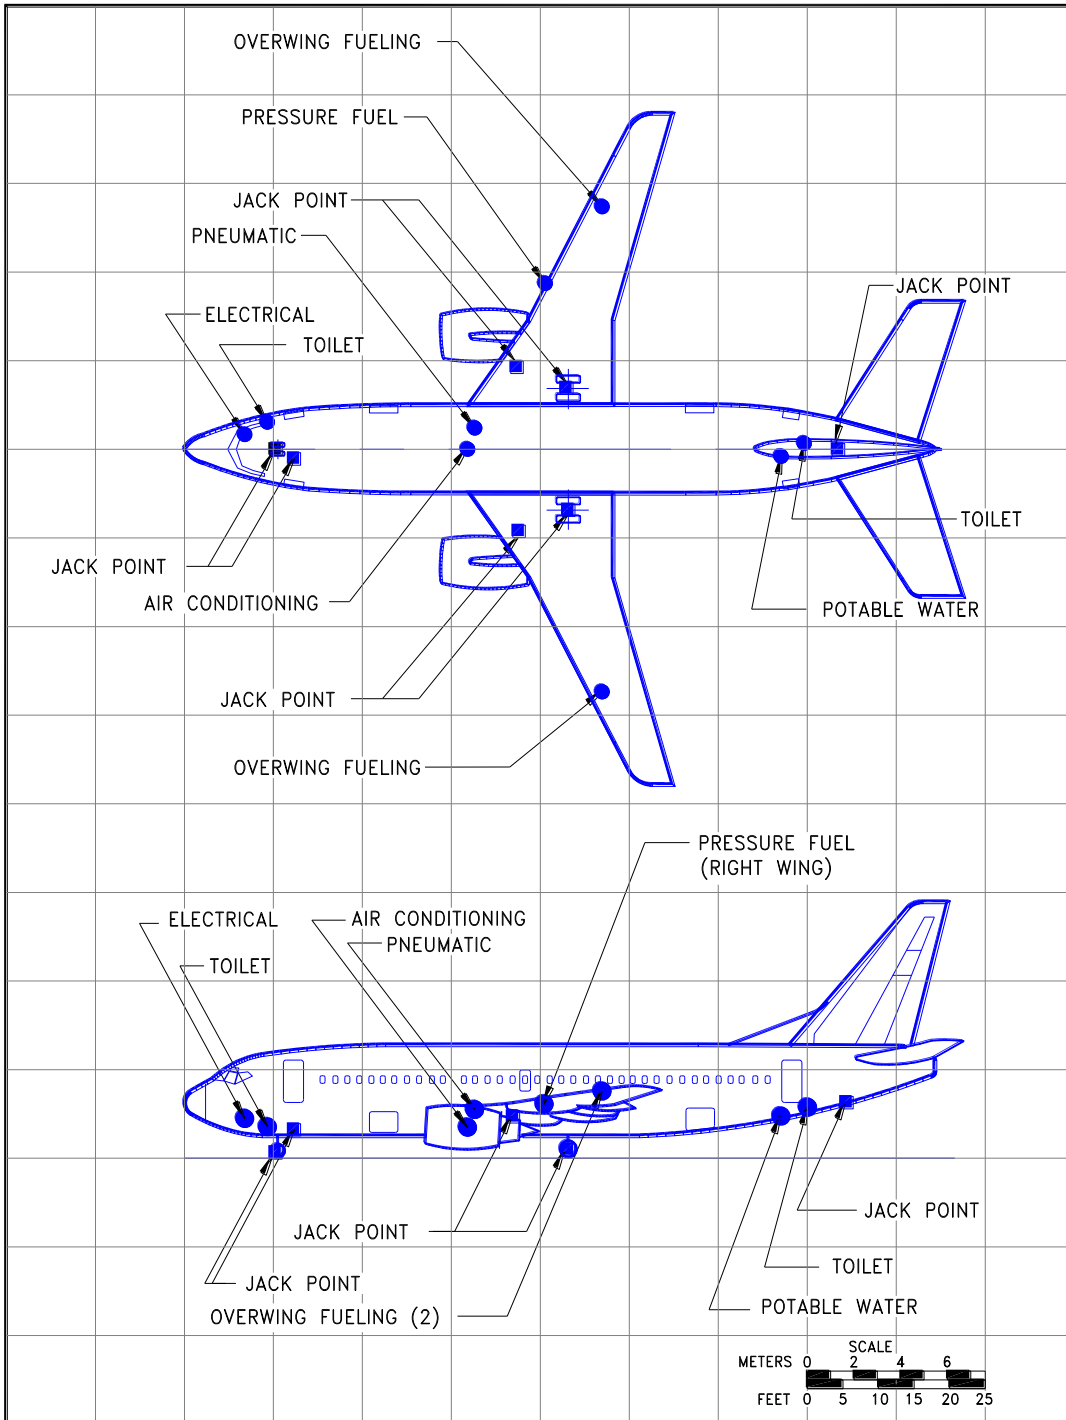 OVERWING FUELING
PRESSURE FUEL
JACK POINT
PNEUMATIC
JACK POINT
ELECTRICAL
TOILET
TOILET
JACK POINT
AIR CONDITIONING
POTABLE WATER
JACK POINT
OVERWING FUELING
PRESSURE FUEL
(RIGHT WING)
ELECTRICAL
AIR CONDITIONING
PNEUMATIC
TOILET
JACK POINT
JACK POINT
TOILET
JACK POINT
POTABLE WATER
OVERWING FUELING (2)
SCALE
METERS 0 2 4 6
FEET 0 5 10 15 20 25